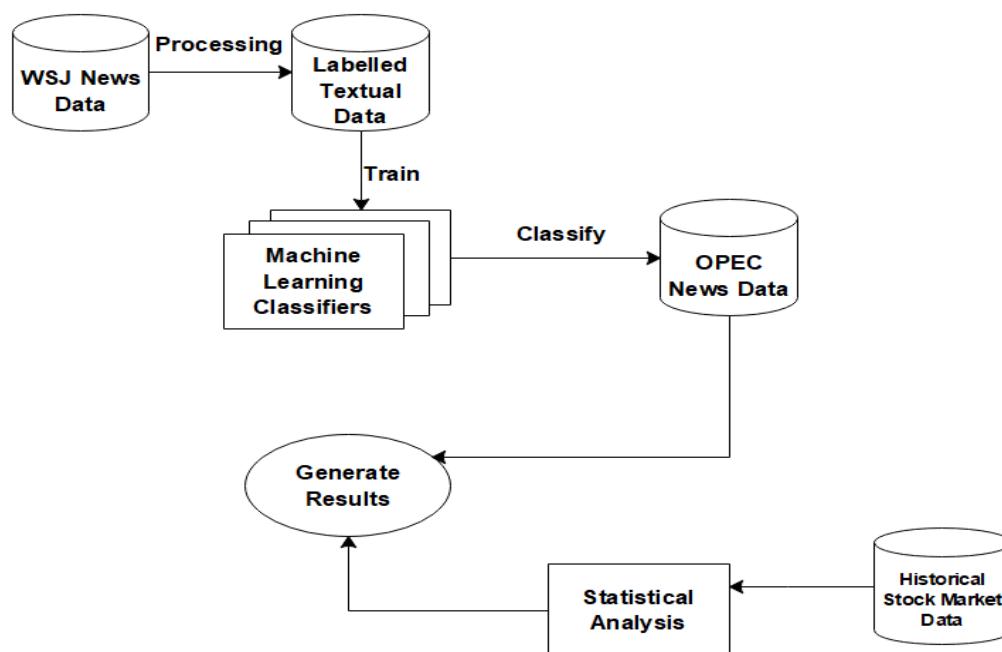 Processing
WSJ News
Data
Labelled
Textual
Data
Train
Machine
Learning
Classifiers
Classify
OPEC
News Data
Generate
Results
Statistical
Analysis
Historical
Stock Market
Data